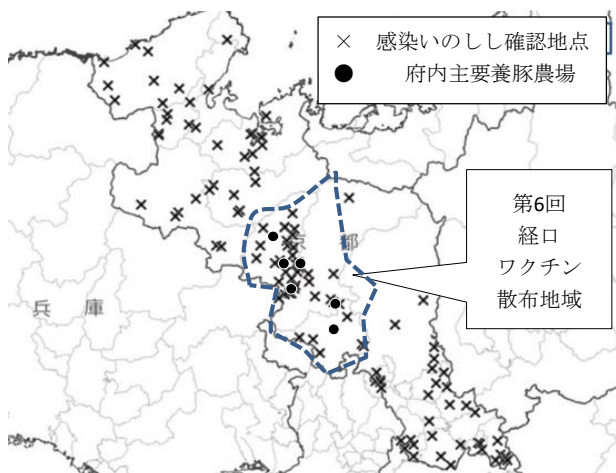 × 感染いのしし確認地点
● 府内主要養豚農場
第6回
経口
ワクチン
散布地域
京 都
兵 庫